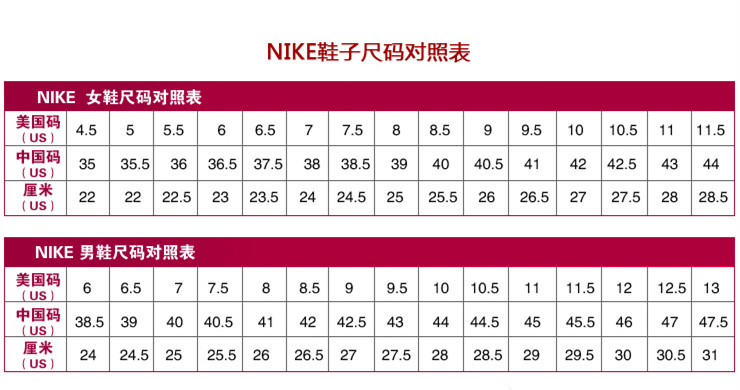 NIKE鞋子尺码对照表
NIKE 女鞋尺码对照表
美国码 (US) 4.5 5 5.5 6 6.5 7 7.5 8 8.5 9 9.5 10 10.5 11 11.5
中国码 (US) 35 35.5 36 36.5 37.5 38 38.5 39 40 40.5 41 42 42.5 43 44
厘米 (US) 22 22 22.5 23 23.5 24 24.5 25 25.5 26 26.5 27 27.5 28 28.5
NIKE 男鞋尺码对照表
美国码 (US) 6 6.5 7 7.5 8 8.5 9 9.5 10 10.5 11 11.5 12 12.5 13
中国码 (US) 38.5 39 40 40.5 41 42 42.5 43 44 44.5 45 45.5 46 47 47.5
厘米 (US) 24 24.5 25 25.5 26 26.5 27 27.5 28 28.5 29 29.5 30 30.5 31